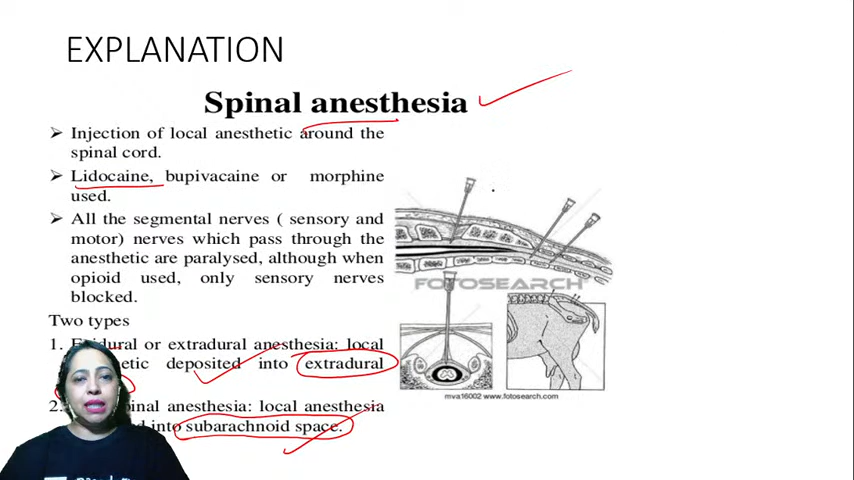 EXPLANATION
Spinal anesthesia
Injection of local anesthetic around the
spinal cord.
Lidocaine, bupivacaine or morphine
used.
All the segmental nerves ( sensory and
motor) nerves which pass through the
anesthetic are paralysed, although when
opioid used, only sensory nerves
blocked.
Two types
1. Epidural or extradural anesthesia: local
deposited into extradural
2. anesthesia: local anesthesia
into subarachnoid space.
FOTOSEARCH
mva16002 www.fotosearch.com